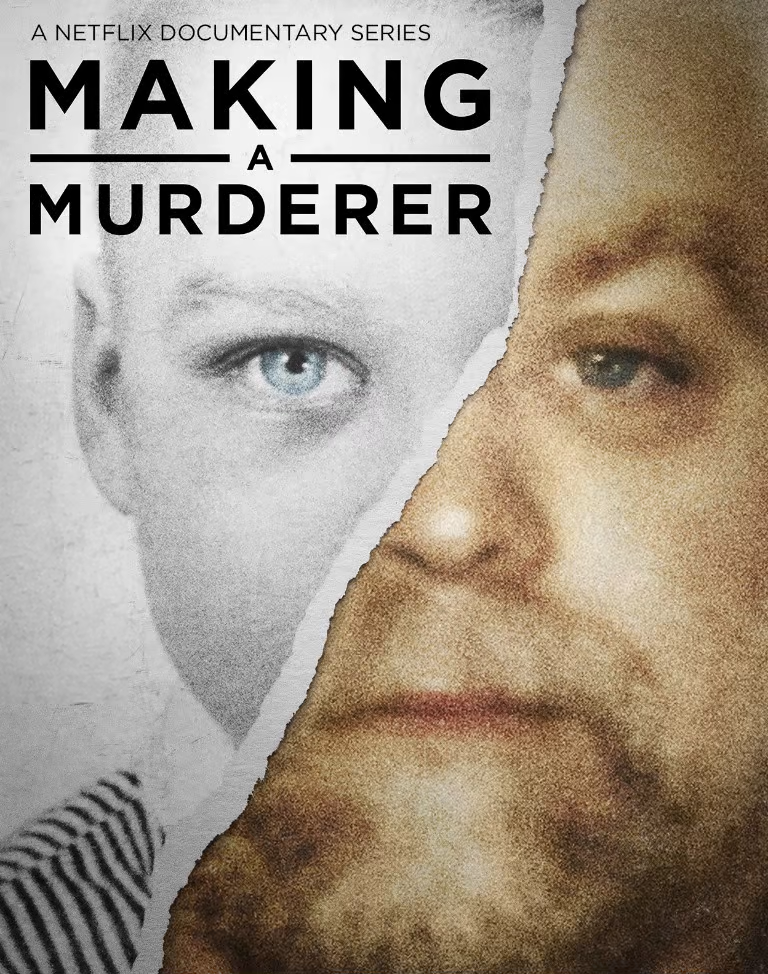 A NETFLIX DOCUMENTARY SERIES
MAKING
A
MURDERER